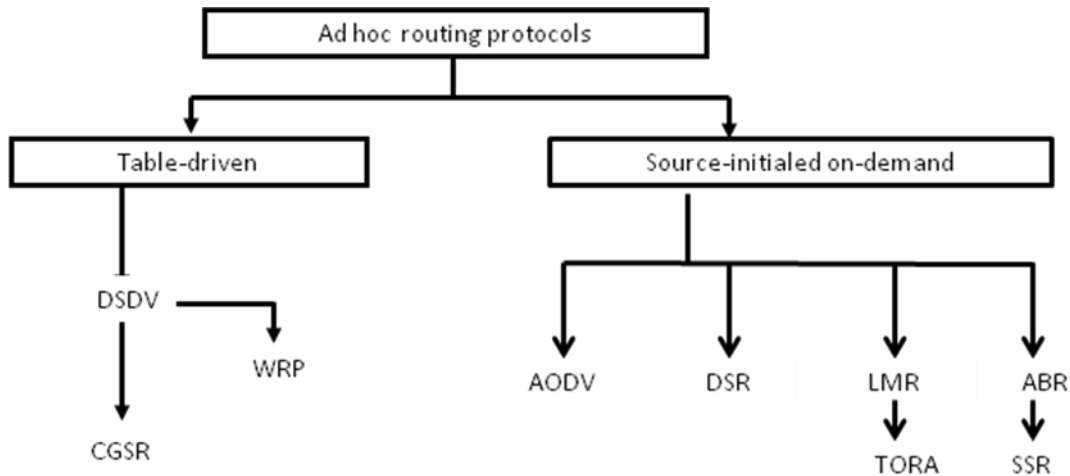 Ad hoc routing protocols
Table-driven
Source-initialed on-demand
DSDV
WRP
CGSR
AODV
DSR
LMR
ABR
TORA
SSR